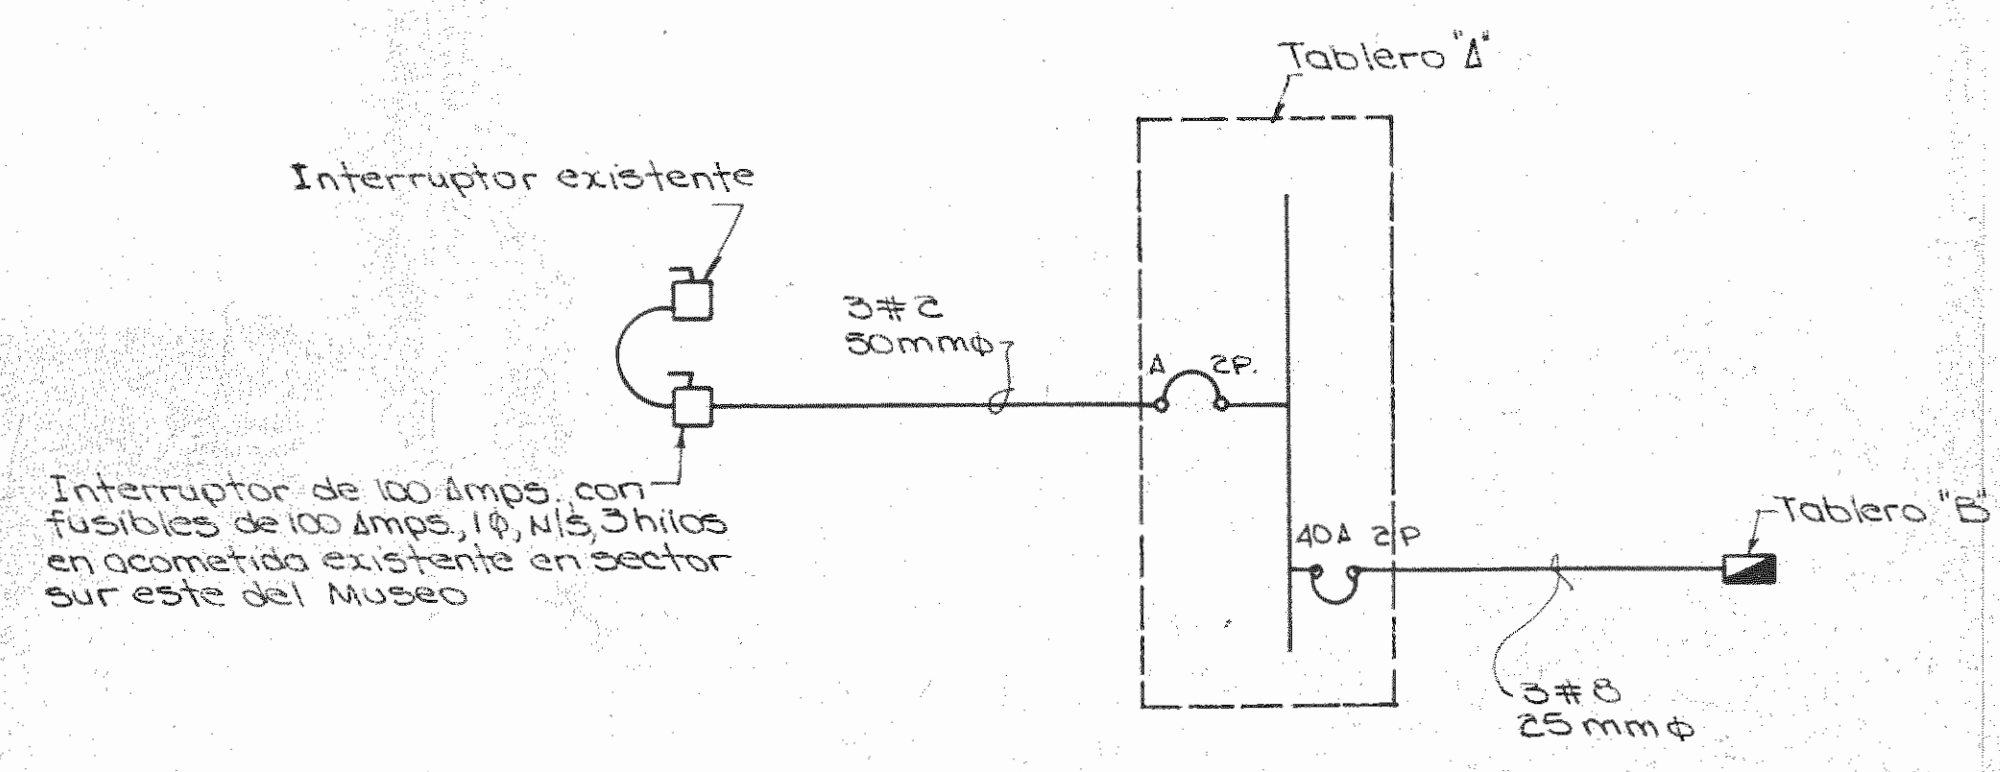 Tablero "A"
Interruptor existente
3#2
50mmϕ
A 2P.
Interruptor de 100 Amps. con
fusibles de 100 Amps., 1ϕ, N/S, 3 hilos
en acometida existente en sector
sur este del Museo
40A 2P
Tablero "B"
3#8
25mmϕ